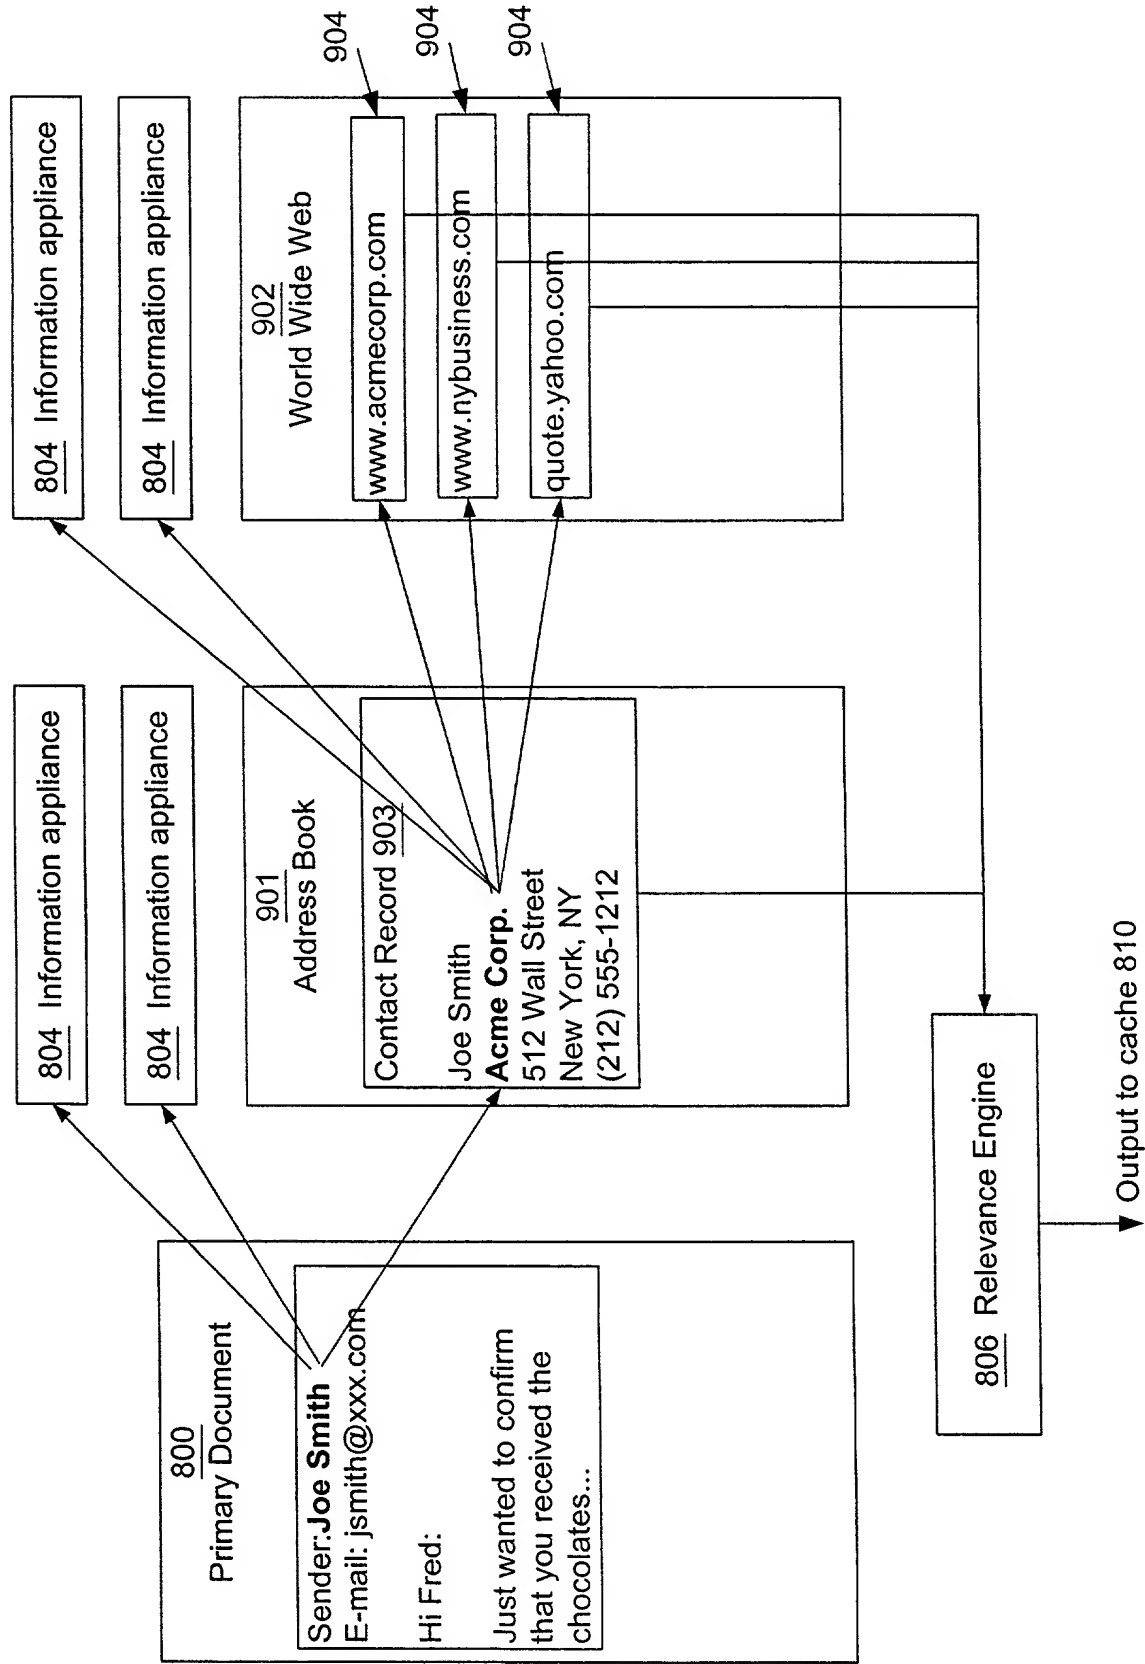 800
Primary Document
Sender:Joe Smith
E-mail: jsmith@xxx.com
Hi Fred:
Just wanted to confirm
that you received the
chocolates...
804 Information appliance
804 Information appliance
901
Address Book
Contact Record 903
Joe Smith
Acme Corp.
512 Wall Street
New York, NY
(212) 555-1212
804 Information appliance
804 Information appliance
902
World Wide Web
www.acmecorp.com
www.nybusiness.com
quote.yahoo.com
904
904
904
806 Relevance Engine
Output to cache 810